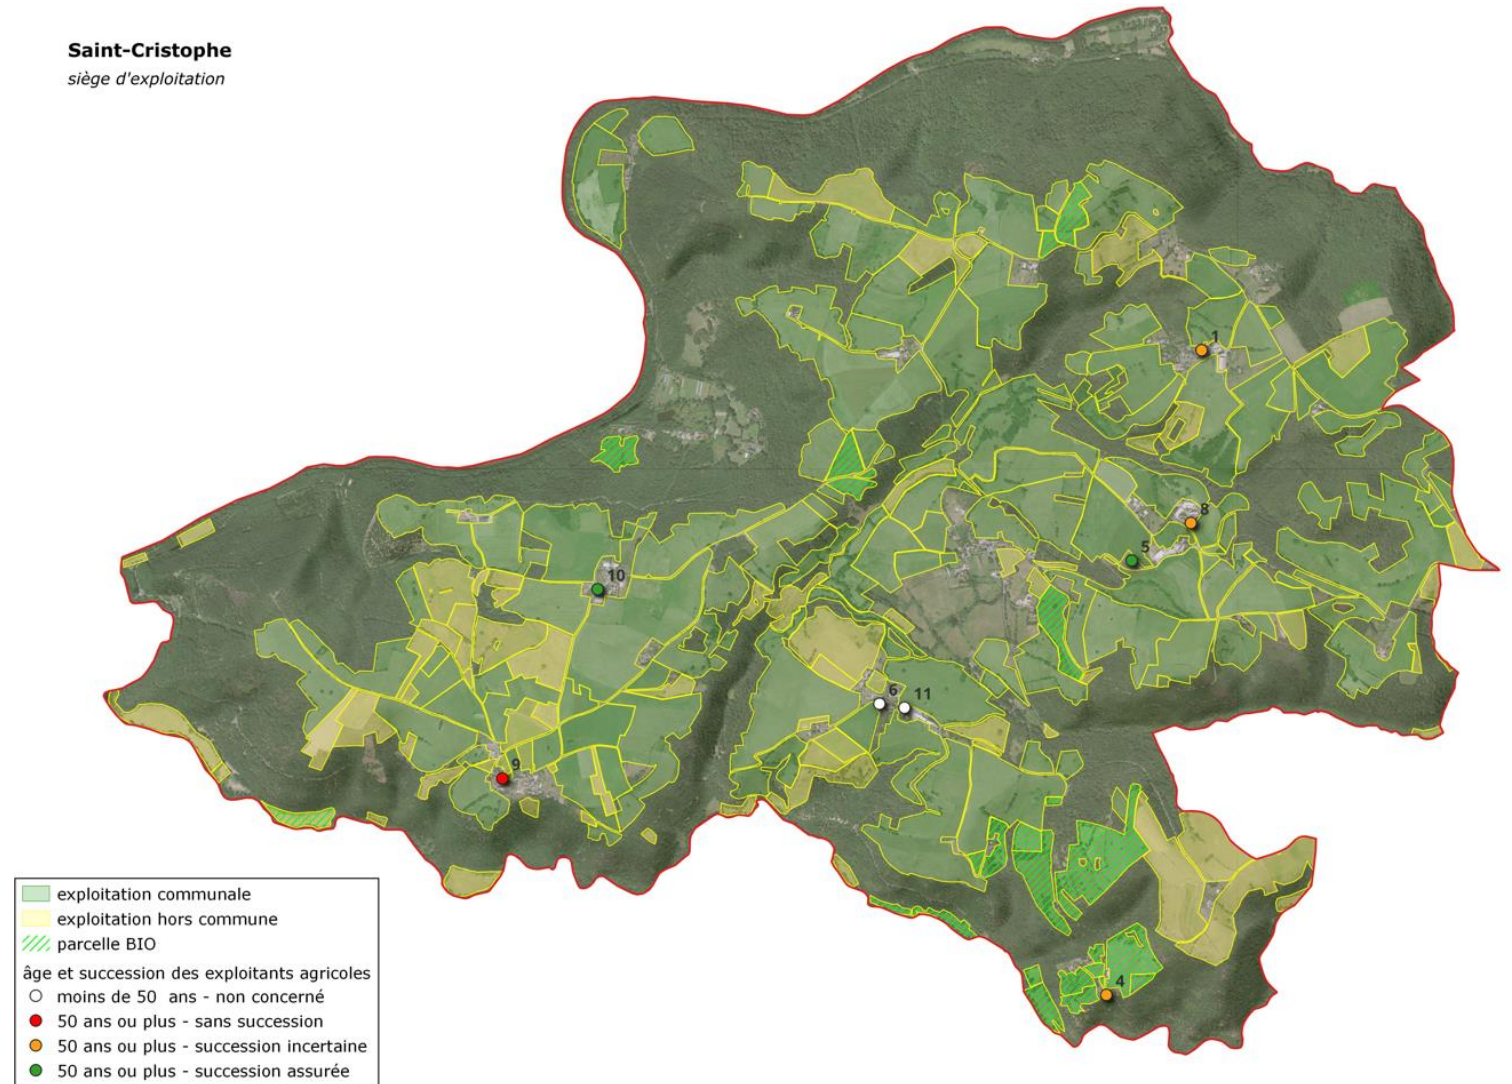 Saint-Cristophe
siège d'exploitation
1
8
5
10
6
11
9
4
exploitation communale
exploitation hors commune
parcelle BIO
âge et succession des exploitants agricoles
moins de 50 ans - non concerné
50 ans ou plus - sans succession
50 ans ou plus - succession incertaine
50 ans ou plus - succession assurée